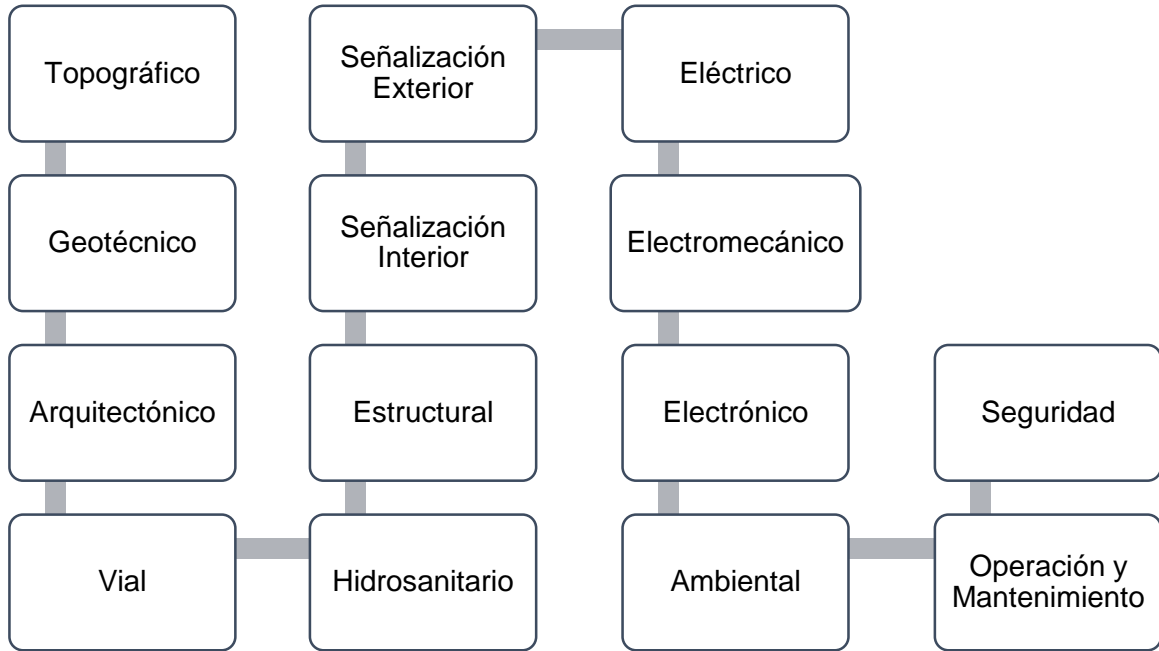 Topográfico
Geotécnico
Arquitectónico
Vial
Hidrosanitario
Estructural
Señalización
Interior
Señalización
Exterior
Eléctrico
Electromecánico
Electrónico
Ambiental
Operación y
Mantenimiento
Seguridad